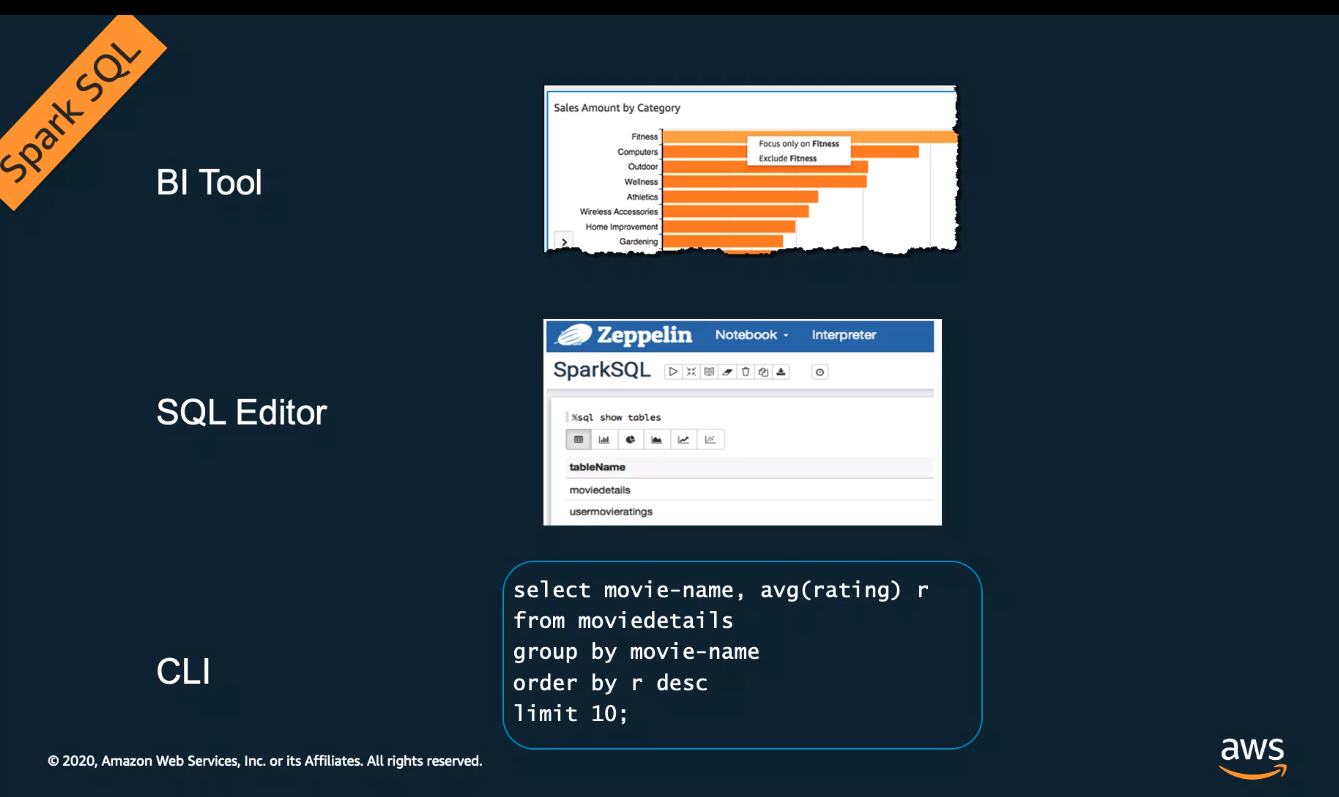 Spark SQL
BI Tool
Sales Amount by Category
Fitness
Computers
Outdoor
Wellness
Athletics
Wireless Accessories
Home Improvement
Gardening
Focus only on Fitness
Exclude Fitness
SQL Editor
Zeppelin Notebook Interpreter
SparkSQL
%sql show tables
tableName
moviedetails
usermovieratings
CLI
select movie-name, avg(rating) r
from moviedetails
group by movie-name
order by r desc
limit 10;
© 2020, Amazon Web Services, Inc. or its Affiliates. All rights reserved.
aws